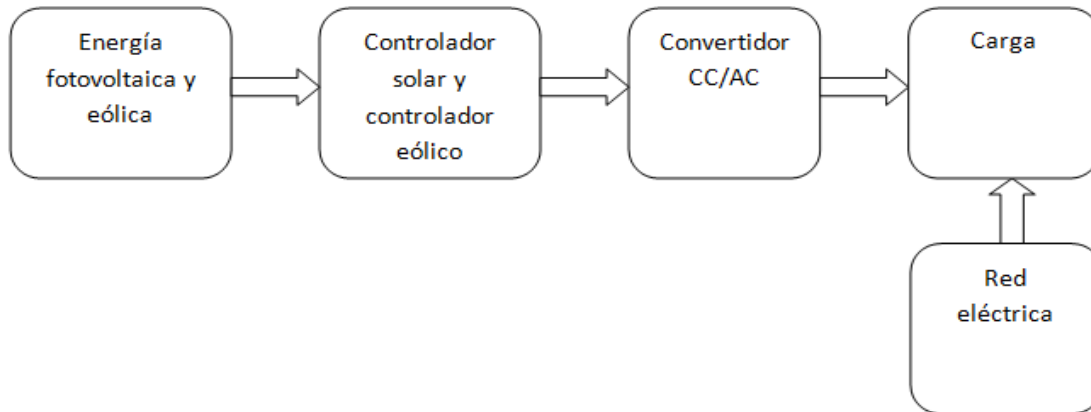 Energía
fotovoltaica y
eólica
Controlador
solar y
controlador
eólico
Convertidor
CC/AC
Carga
Red
eléctrica